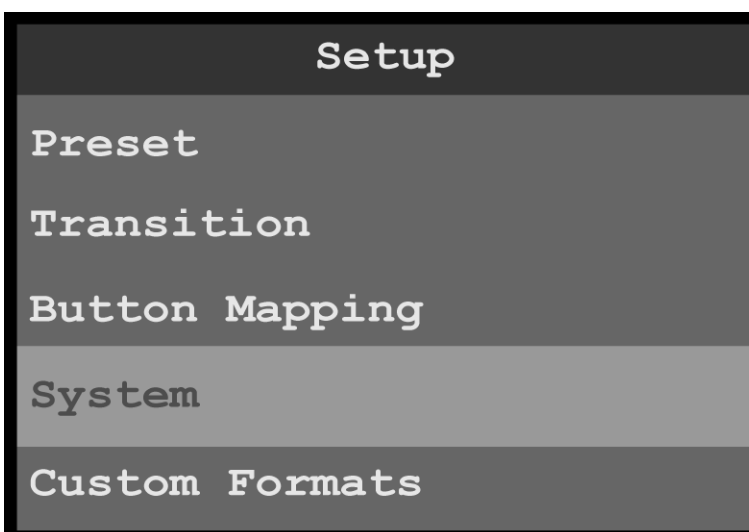 Setup
Preset
Transition
Button Mapping
System
Custom Formats